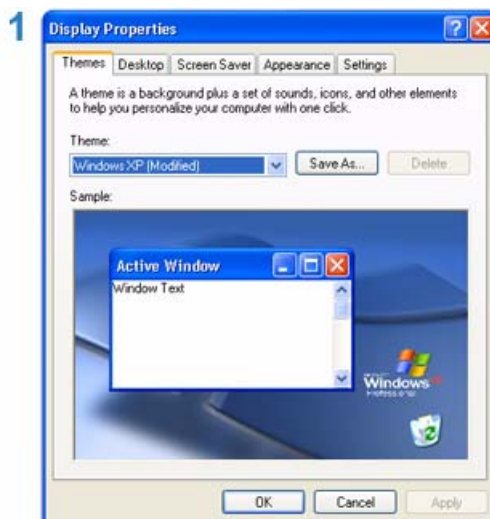 1
Display Properties
Themes Desktop Screen Saver Appearance Settings
A theme is a background plus a set of sounds, icons, and other elements
to help you personalize your computer with one click.
Theme:
Windows XP (Modified) Save As... Delete
Sample:
Active Window
Window Text
Windows
Professional
OK Cancel Apply